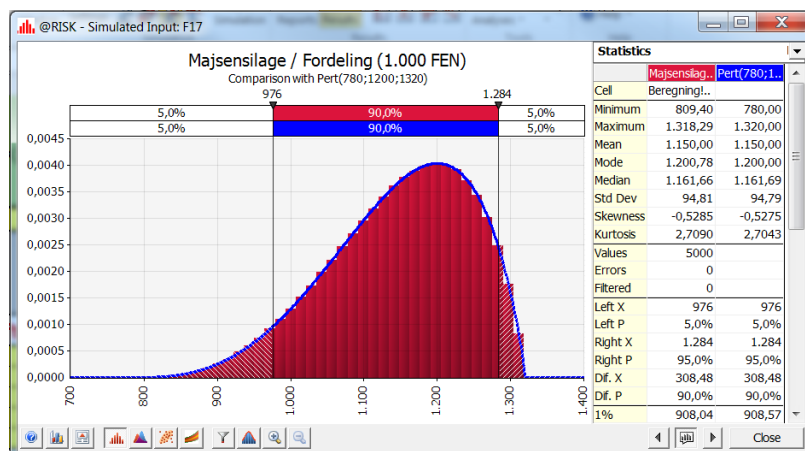 @RISK - Simulated Input: F17
Majsensilage / Fordeling (1.000 FEN)
Comparison with Pert(780;1200;1320)
976 1.284
5,0% 90,0% 5,0%
5,0% 90,0% 5,0%
0,0045
0,0040
0,0035
0,0030
0,0025
0,0020
0,0015
0,0010
0,0005
0,0000
700 800 900 1.000 1.100 1.200 1.300 1.400
Statistics
Majsensilag.. Pert(780;1..
Cell Beregning!..
Minimum 809,40 780,00
Maximum 1.318,29 1.320,00
Mean 1.150,00 1.150,00
Mode 1.200,78 1.200,00
Median 1.161,66 1.161,69
Std Dev 94,81 94,79
Skewness -0,5285 -0,5275
Kurtosis 2,7090 2,7043
Values 5000
Errors 0
Filtered 0
Left X 976 976
Left P 5,0% 5,0%
Right X 1.284 1.284
Right P 95,0% 95,0%
Dif. X 308,48 308,48
Dif. P 90,0% 90,0%
1% 908,04 908,57
Close